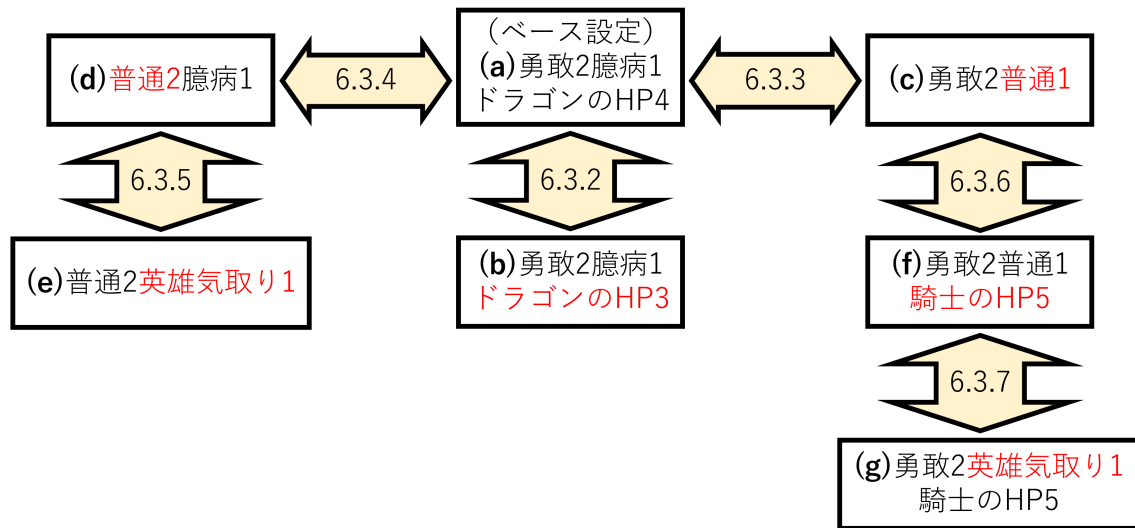 (d)普通2臆病1
6.3.4
(ベース設定)
(a)勇敢2臆病1
ドラゴンのHP4
6.3.3
(c)勇敢2普通1
6.3.5
6.3.2
6.3.6
(e)普通2英雄気取り1
(b)勇敢2臆病1
ドラゴンのHP3
(f)勇敢2普通1
騎士のHP5
6.3.7
(g)勇敢2英雄気取り1
騎士のHP5